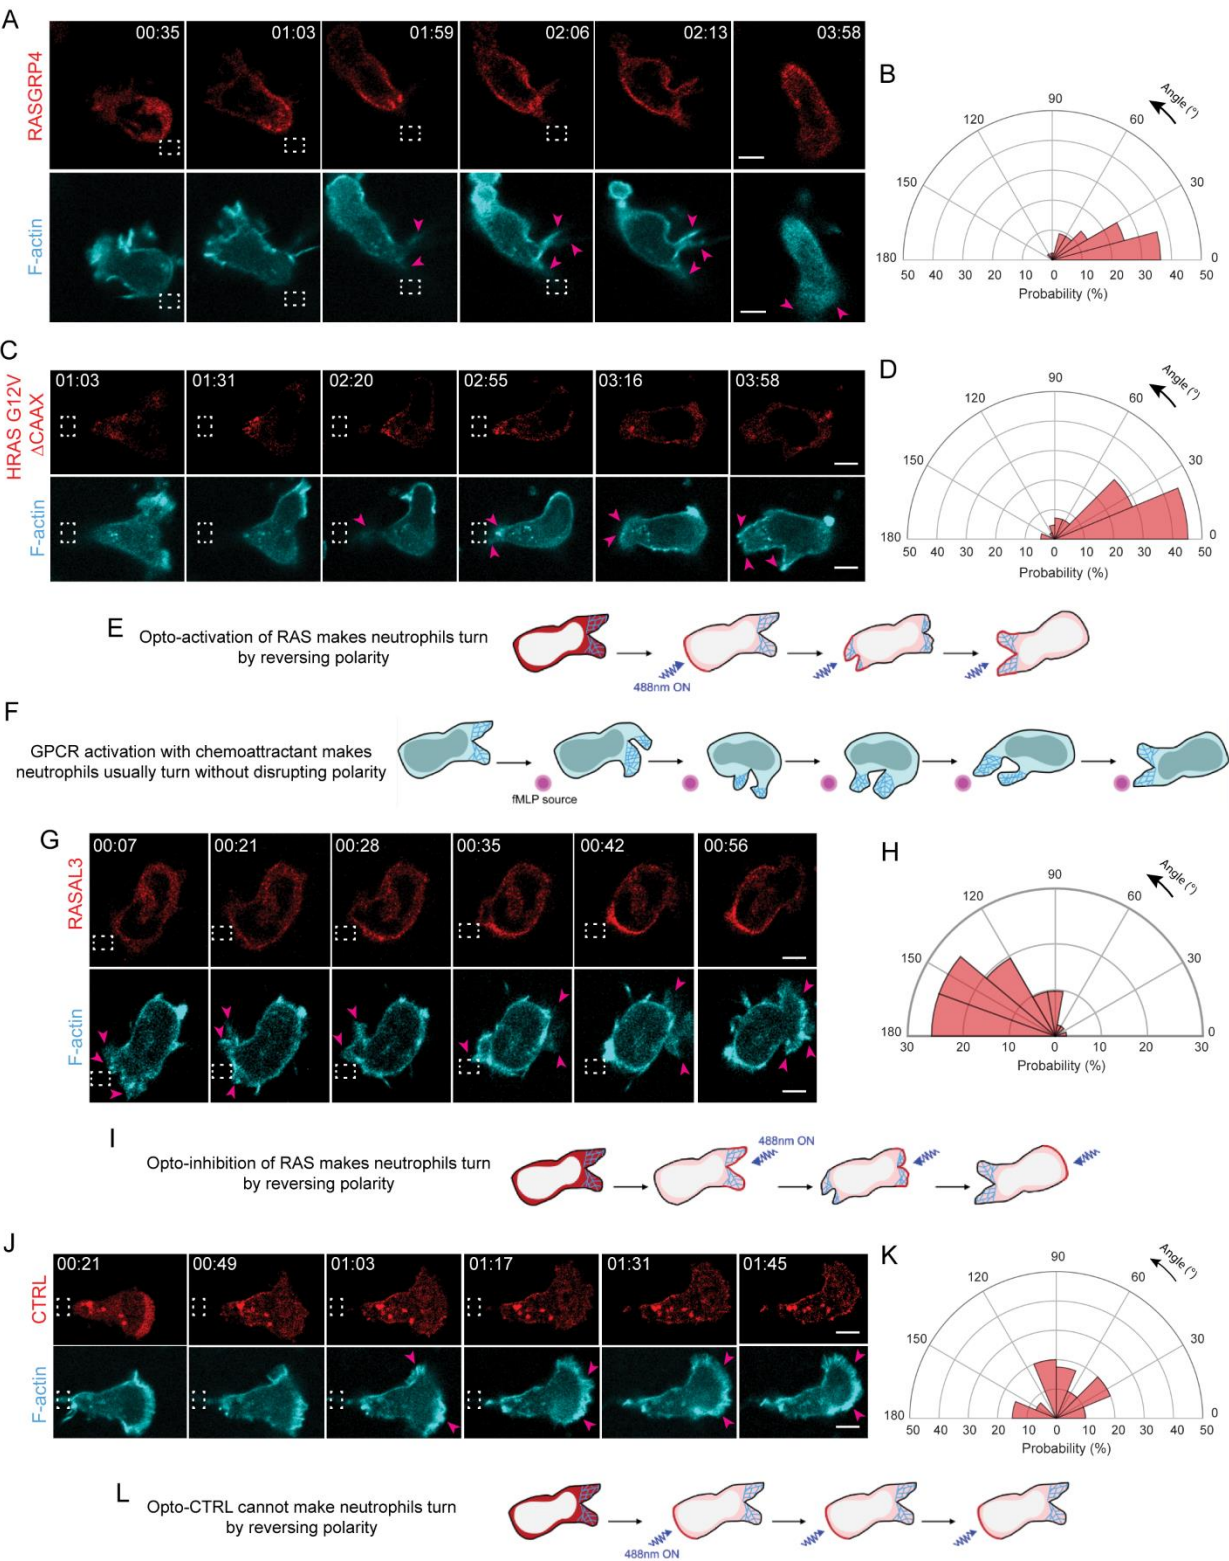 A
RASGRP4
00:35
01:03
01:59
02:06
02:13
03:58
F-actin
B
Angle (°)
90
120
60
150
30
180
0
50 40 30 20 10 0 10 20 30 40 50
Probability (%)
C
HRAS G12V
ΔCAAX
01:03
01:31
02:20
02:55
03:16
03:58
F-actin
D
Angle (°)
90
120
60
150
30
180
0
50 40 30 20 10 0 10 20 30 40 50
Probability (%)
E
Opto-activation of RAS makes neutrophils turn
by reversing polarity
488nm ON
F
GPCR activation with chemoattractant makes
neutrophils usually turn without disrupting polarity
fMLP source
G
RASAL3
00:07
00:21
00:28
00:35
00:42
00:56
F-actin
H
Angle (°)
90
120
60
150
30
180
0
30 20 10 0 10 20 30
Probability (%)
I
Opto-inhibition of RAS makes neutrophils turn
by reversing polarity
488nm ON
J
CTRL
00:21
00:49
01:03
01:17
01:31
01:45
F-actin
K
Angle (°)
90
120
60
150
30
180
0
50 40 30 20 10 0 10 20 30 40 50
Probability (%)
L
Opto-CTRL cannot make neutrophils turn
by reversing polarity
488nm ON